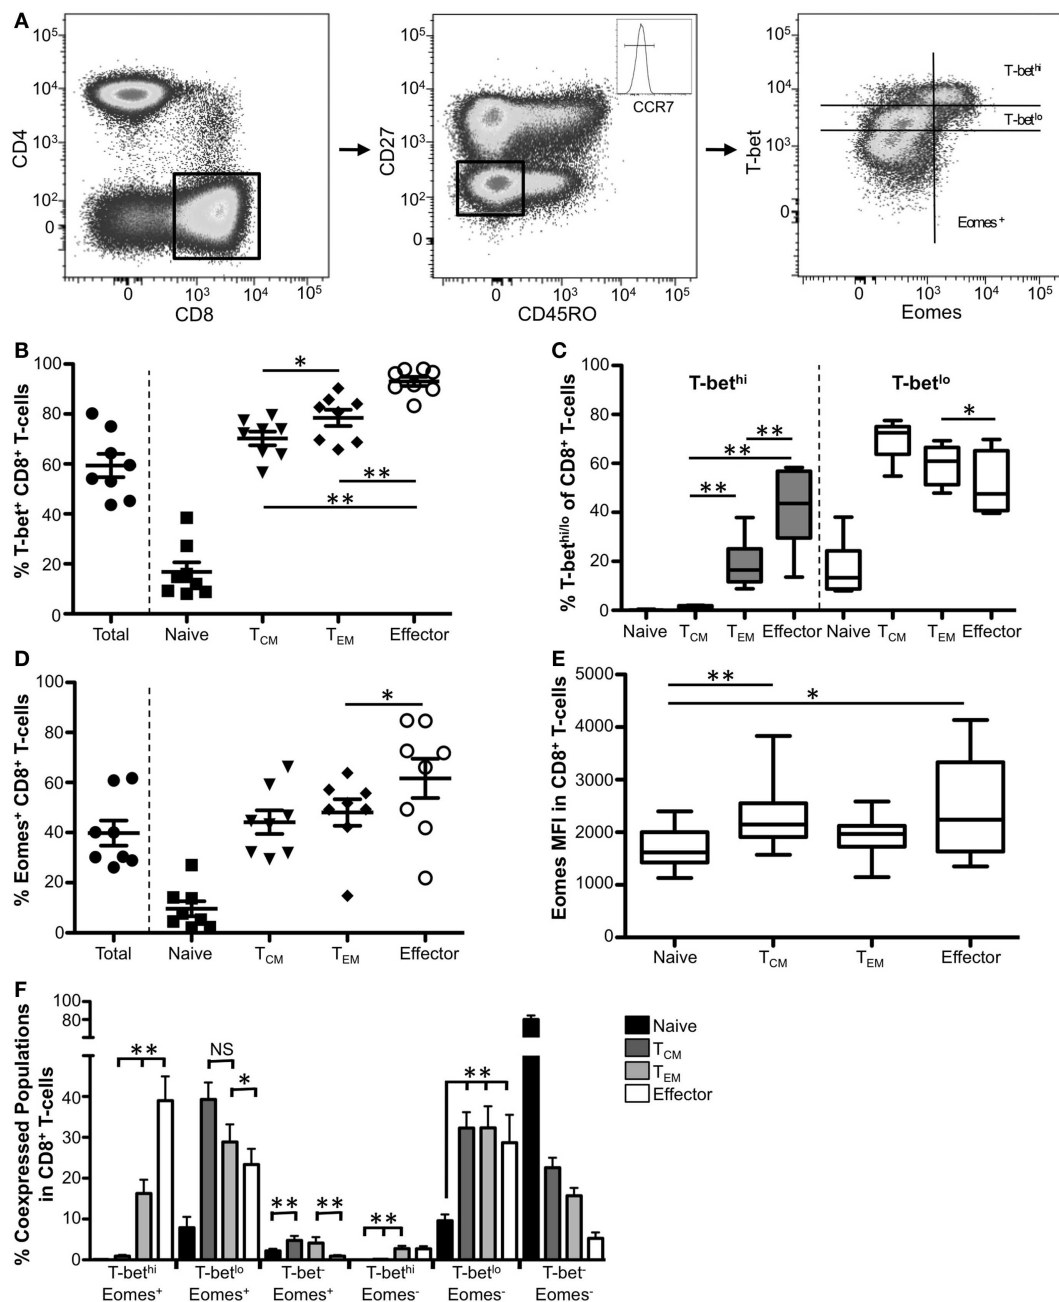 A
CD4
10⁵
10⁴
10³
10²
0
0
10³
10⁴
10⁵
CD8
CD27
10⁵
10⁴
10³
10²
0
CCR7
0
10³
10⁴
10⁵
CD45RO
T-bet
10⁵
10⁴
10³
0
T-betʰⁱ
T-betˡᵒ
Eomes⁺
0
10³
10⁴
10⁵
Eomes
B
% T-bet⁺ CD8⁺ T-cells
100
80
60
40
20
0
*
**
**
Total Naive T_CM T_EM Effector
C
% T-betʰⁱ/ˡᵒ of CD8⁺ T-cells
100
80
60
40
20
0
T-betʰⁱ
T-betˡᵒ
**
**
**
*
Naive T_CM T_EM Effector Naive T_CM T_EM Effector
D
% Eomes⁺ CD8⁺ T-cells
100
80
60
40
20
0
*
Total Naive T_CM T_EM Effector
E
Eomes MFI in CD8⁺ T-cells
5000
4000
3000
2000
1000
0
**
*
Naive T_CM T_EM Effector
F
% Coexpressed Populations
in CD8⁺ T-cells
100
80
40
30
20
10
0
**
NS
*
**
**
**
**
T-betʰⁱ T-betˡᵒ T-bet⁻ T-betʰⁱ T-betˡᵒ T-bet⁻
Eomes⁺ Eomes⁺ Eomes⁺ Eomes⁻ Eomes⁻ Eomes⁻
Naive
T_CM
T_EM
Effector